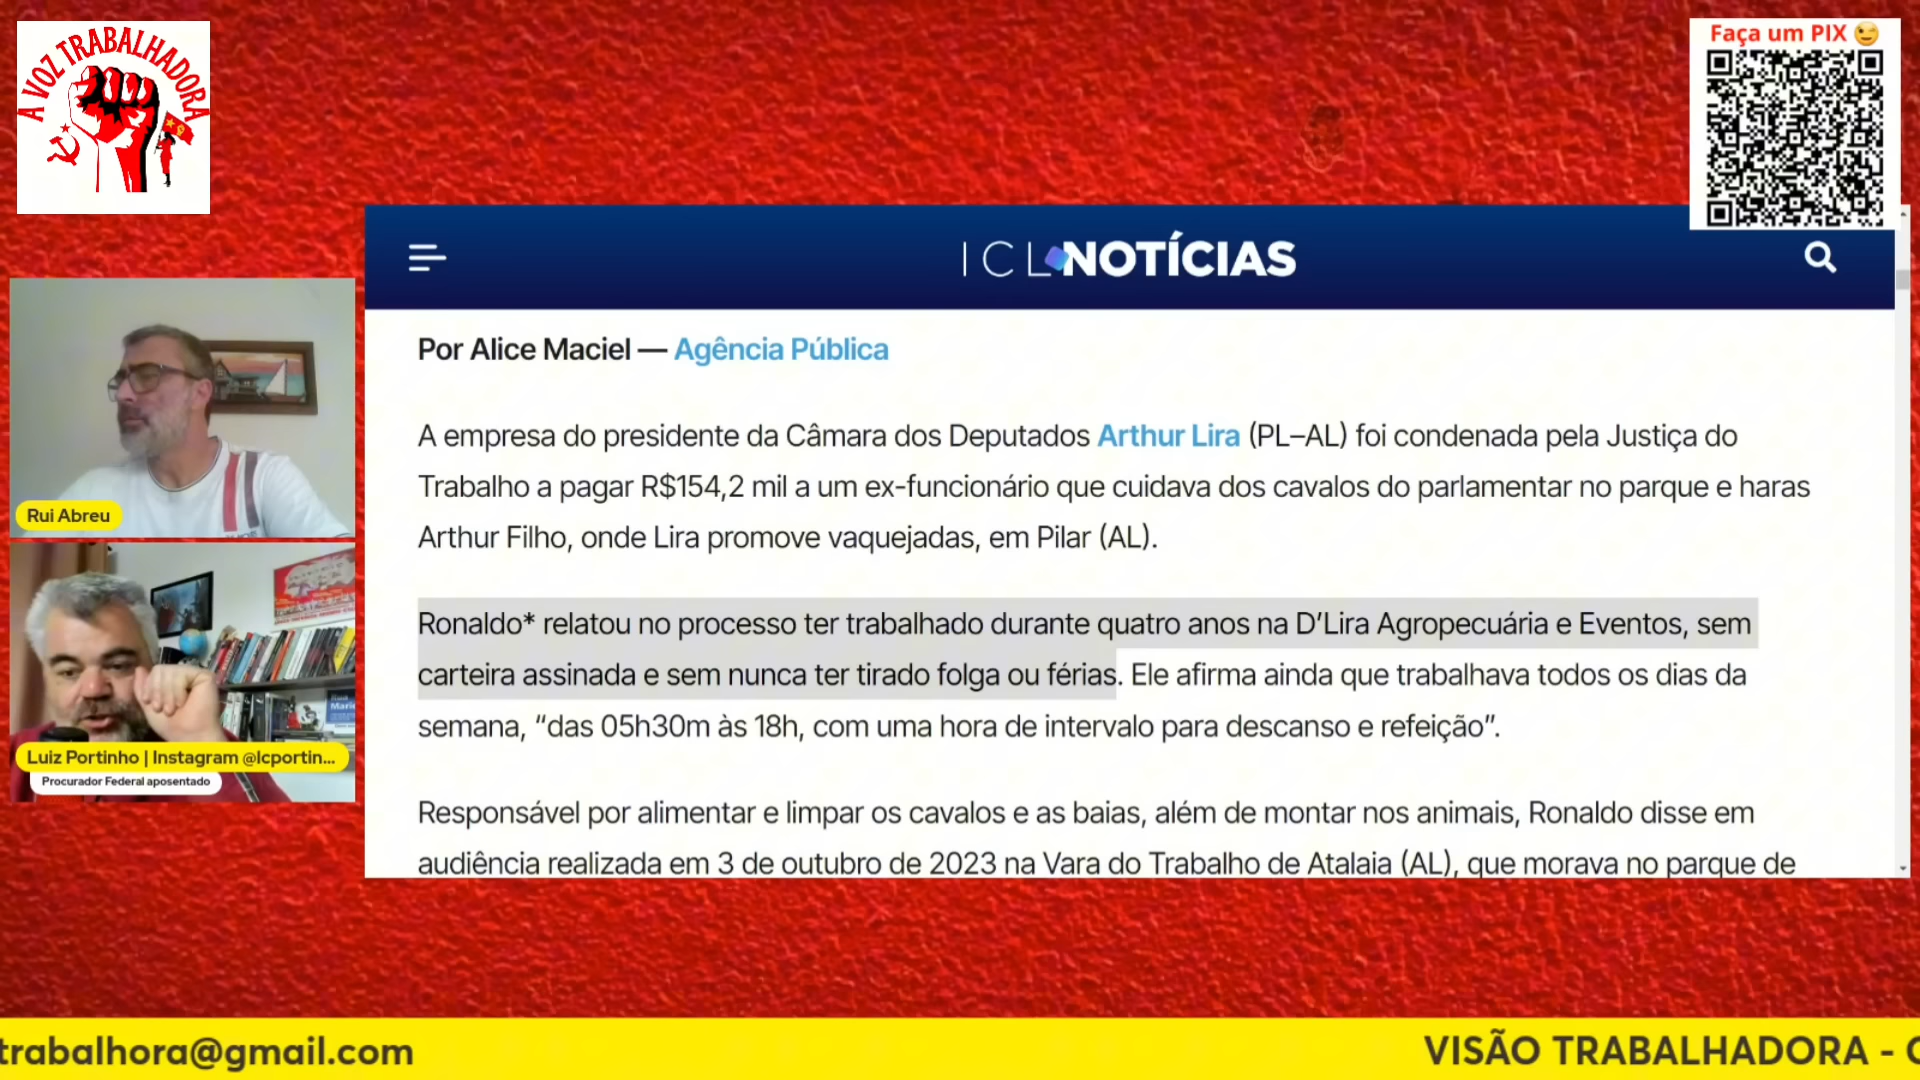 A VOZ TRABALHADORA
Faça um PIX
ICL NOTÍCIAS
Por Alice Maciel — Agência Pública
A empresa do presidente da Câmara dos Deputados Arthur Lira (PL–AL) foi condenada pela Justiça do
Trabalho a pagar R$154,2 mil a um ex-funcionário que cuidava dos cavalos do parlamentar no parque e haras
Arthur Filho, onde Lira promove vaquejadas, em Pilar (AL).
Ronaldo* relatou no processo ter trabalhado durante quatro anos na D’Lira Agropecuária e Eventos, sem
carteira assinada e sem nunca ter tirado folga ou férias. Ele afirma ainda que trabalhava todos os dias da
semana, “das 05h30m às 18h, com uma hora de intervalo para descanso e refeição”.
Responsável por alimentar e limpar os cavalos e as baias, além de montar nos animais, Ronaldo disse em
audiência realizada em 3 de outubro de 2023 na Vara do Trabalho de Atalaia (AL), que morava no parque de
Rui Abreu
Luiz Portinho | Instagram @lcportin...
Procurador Federal aposentado
trabalhora@gmail.com
VISÃO TRABALHADORA -